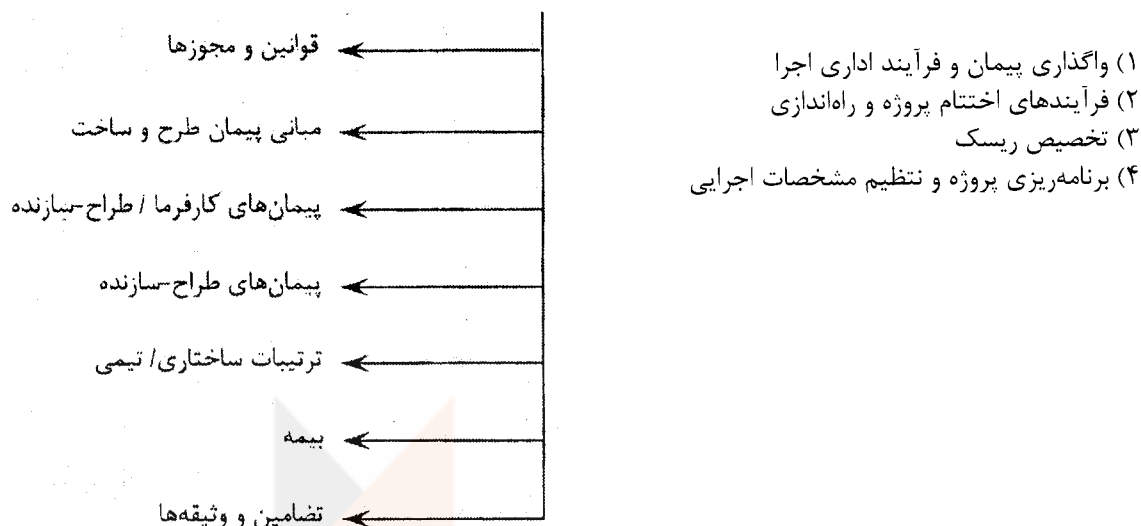 ۱) واگذاری پیمان و فرآیند اداری اجرا
۲) فرآیندهای اختتام پروژه و راه‌اندازی
۳) تخصیص ریسک
۴) برنامه‌ریزی پروژه و نتظیم مشخصات اجرایی
قوانین و مجوزها
مبانی پیمان طرح و ساخت
پیمان‌های کارفرما / طراح-سازنده
پیمان‌های طراح-سازنده
ترتیبات ساختاری/ تیمی
بیمه
تضامین و وثیقه‌ها